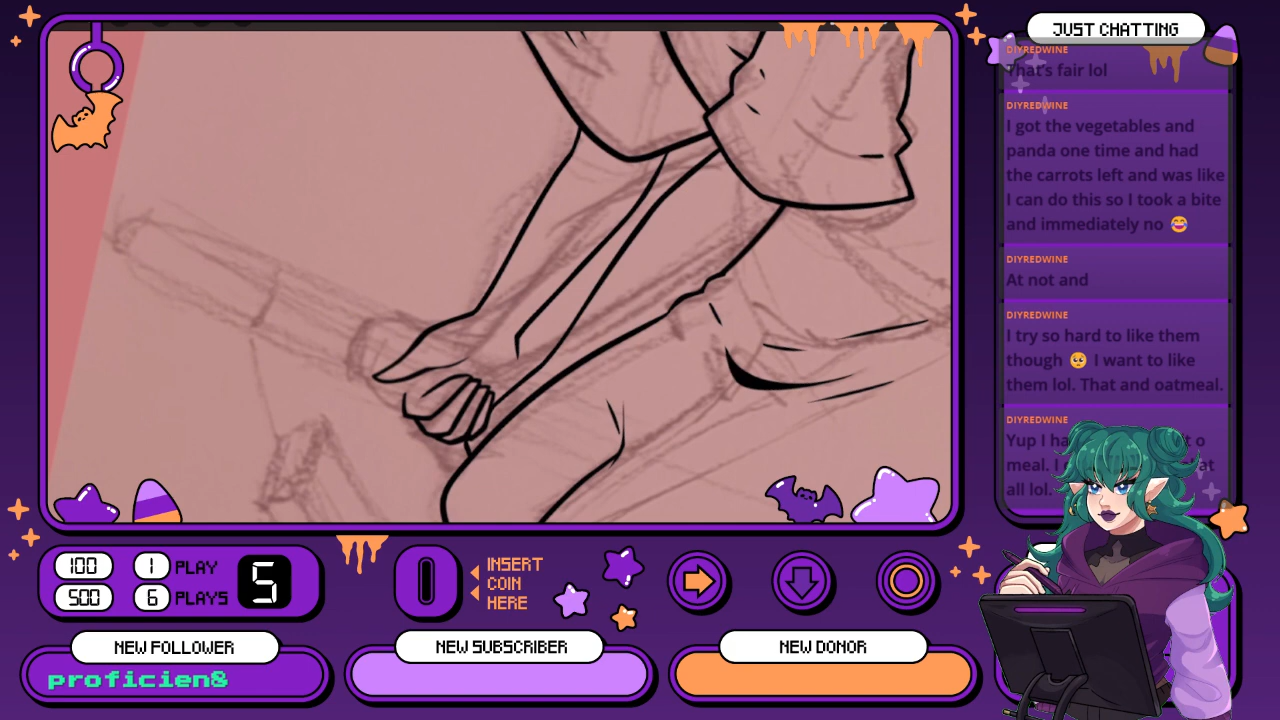 JUST CHATTING
DIYREDWINE
That's fair lol
DIYREDWINE
I got the vegetables and
panda one time and had
the carrots left and was like
I can do this so I took a bite
and immediately no 😂
DIYREDWINE
At not and
DIYREDWINE
I try so hard to like them
though 🥺 I want to like
them lol. That and oatmeal.
DIYREDWINE
Yup I
meal.
all lol.
100 1 PLAY
500 6 PLAYS
5
INSERT
COIN
HERE
NEW FOLLOWER
proficien8
NEW SUBSCRIBER
NEW DONOR